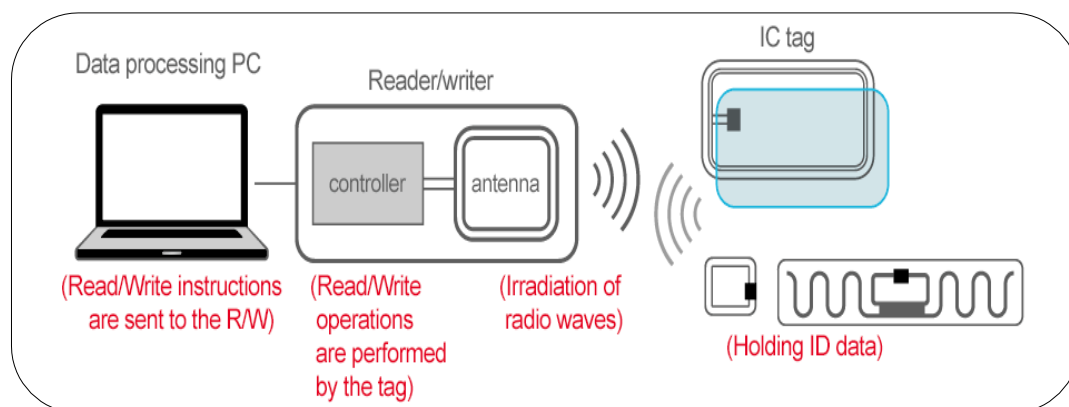 Data processing PC
Reader/writer
IC tag
controller
antenna
(Read/Write instructions
are sent to the R/W)
(Read/Write
operations
are performed
by the tag)
(Irradiation of
radio waves)
(Holding ID data)